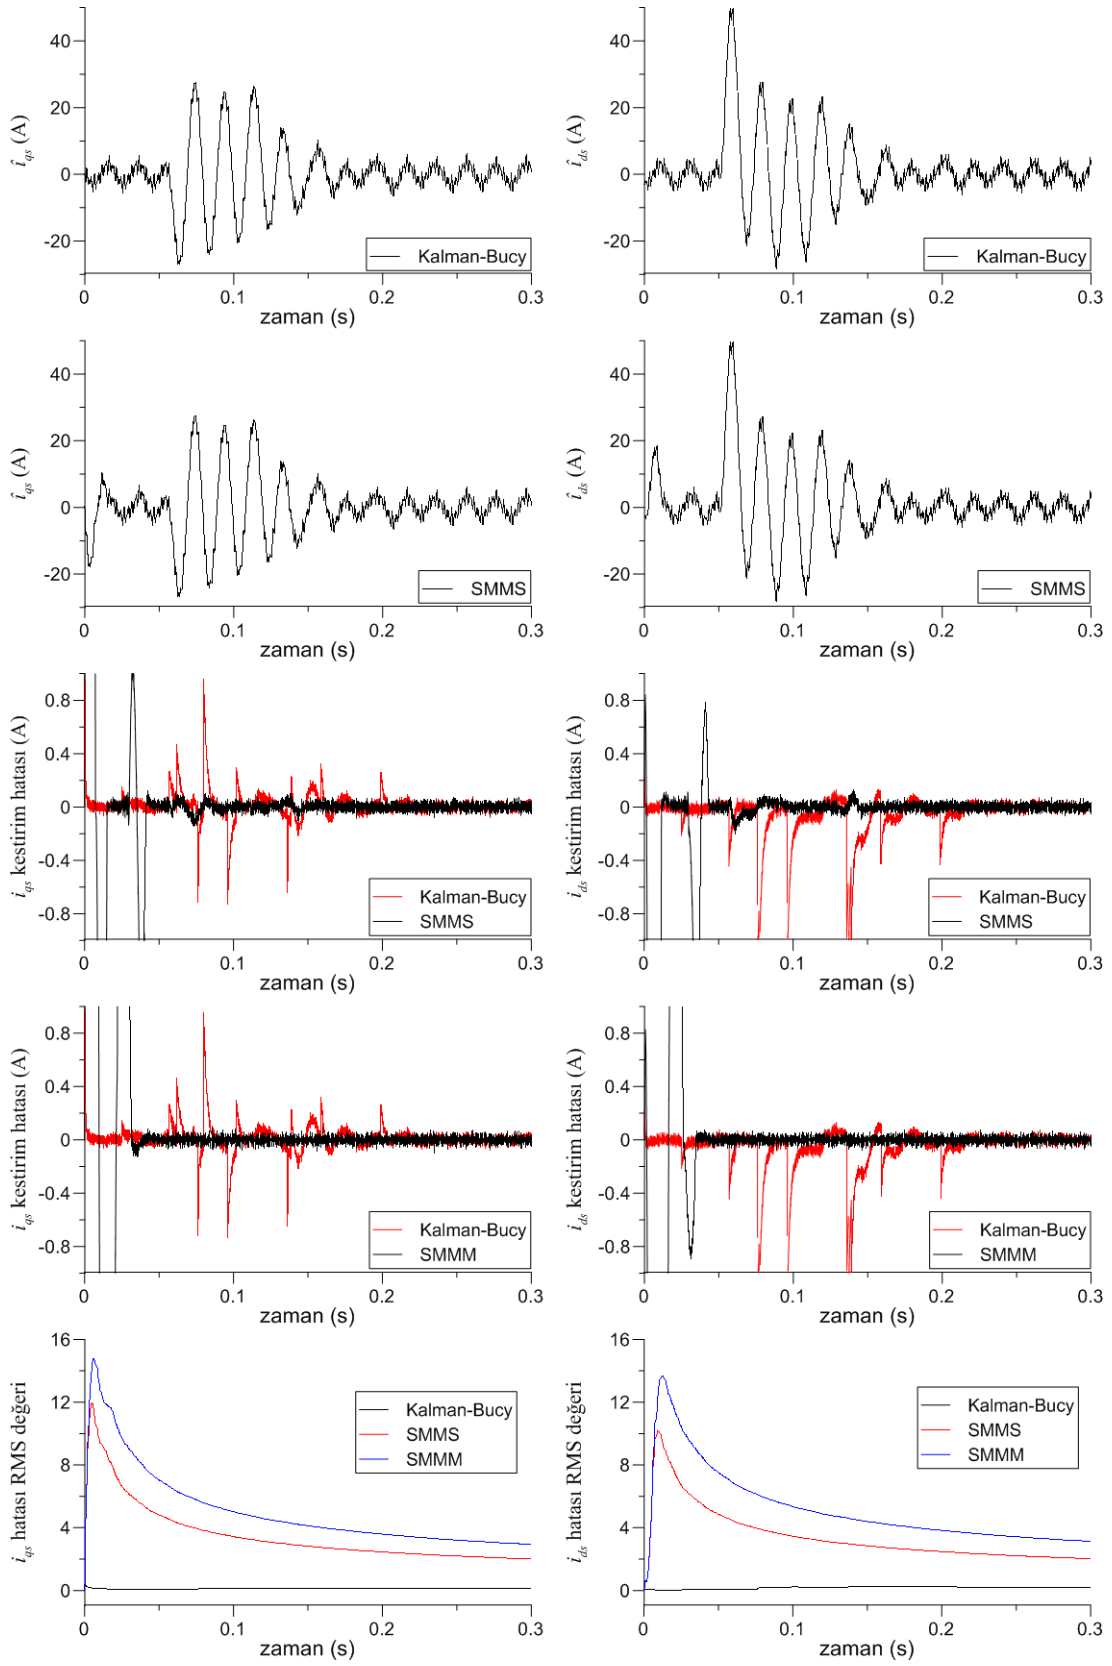 40
20
0
-20
î_qs (A)
Kalman-Bucy
0 0.1 0.2 0.3
zaman (s)
40
20
0
-20
î_ds (A)
Kalman-Bucy
0 0.1 0.2 0.3
zaman (s)
40
20
0
-20
î_qs (A)
SMMS
0 0.1 0.2 0.3
zaman (s)
40
20
0
-20
î_ds (A)
SMMS
0 0.1 0.2 0.3
zaman (s)
0.8
0.4
0
-0.4
-0.8
i_qs kestirim hatası (A)
Kalman-Bucy
SMMS
0 0.1 0.2 0.3
zaman (s)
0.8
0.4
0
-0.4
-0.8
i_ds kestirim hatası (A)
Kalman-Bucy
SMMS
0 0.1 0.2 0.3
zaman (s)
0.8
0.4
0
-0.4
-0.8
i_qs kestirim hatası (A)
Kalman-Bucy
SMMM
0 0.1 0.2 0.3
zaman (s)
0.8
0.4
0
-0.4
-0.8
i_ds kestirim hatası (A)
Kalman-Bucy
SMMM
0 0.1 0.2 0.3
zaman (s)
16
12
8
4
0
i_qs hatası RMS değeri
Kalman-Bucy
SMMS
SMMM
0 0.1 0.2 0.3
zaman (s)
16
12
8
4
0
i_ds hatası RMS değeri
Kalman-Bucy
SMMS
SMMM
0 0.1 0.2 0.3
zaman (s)